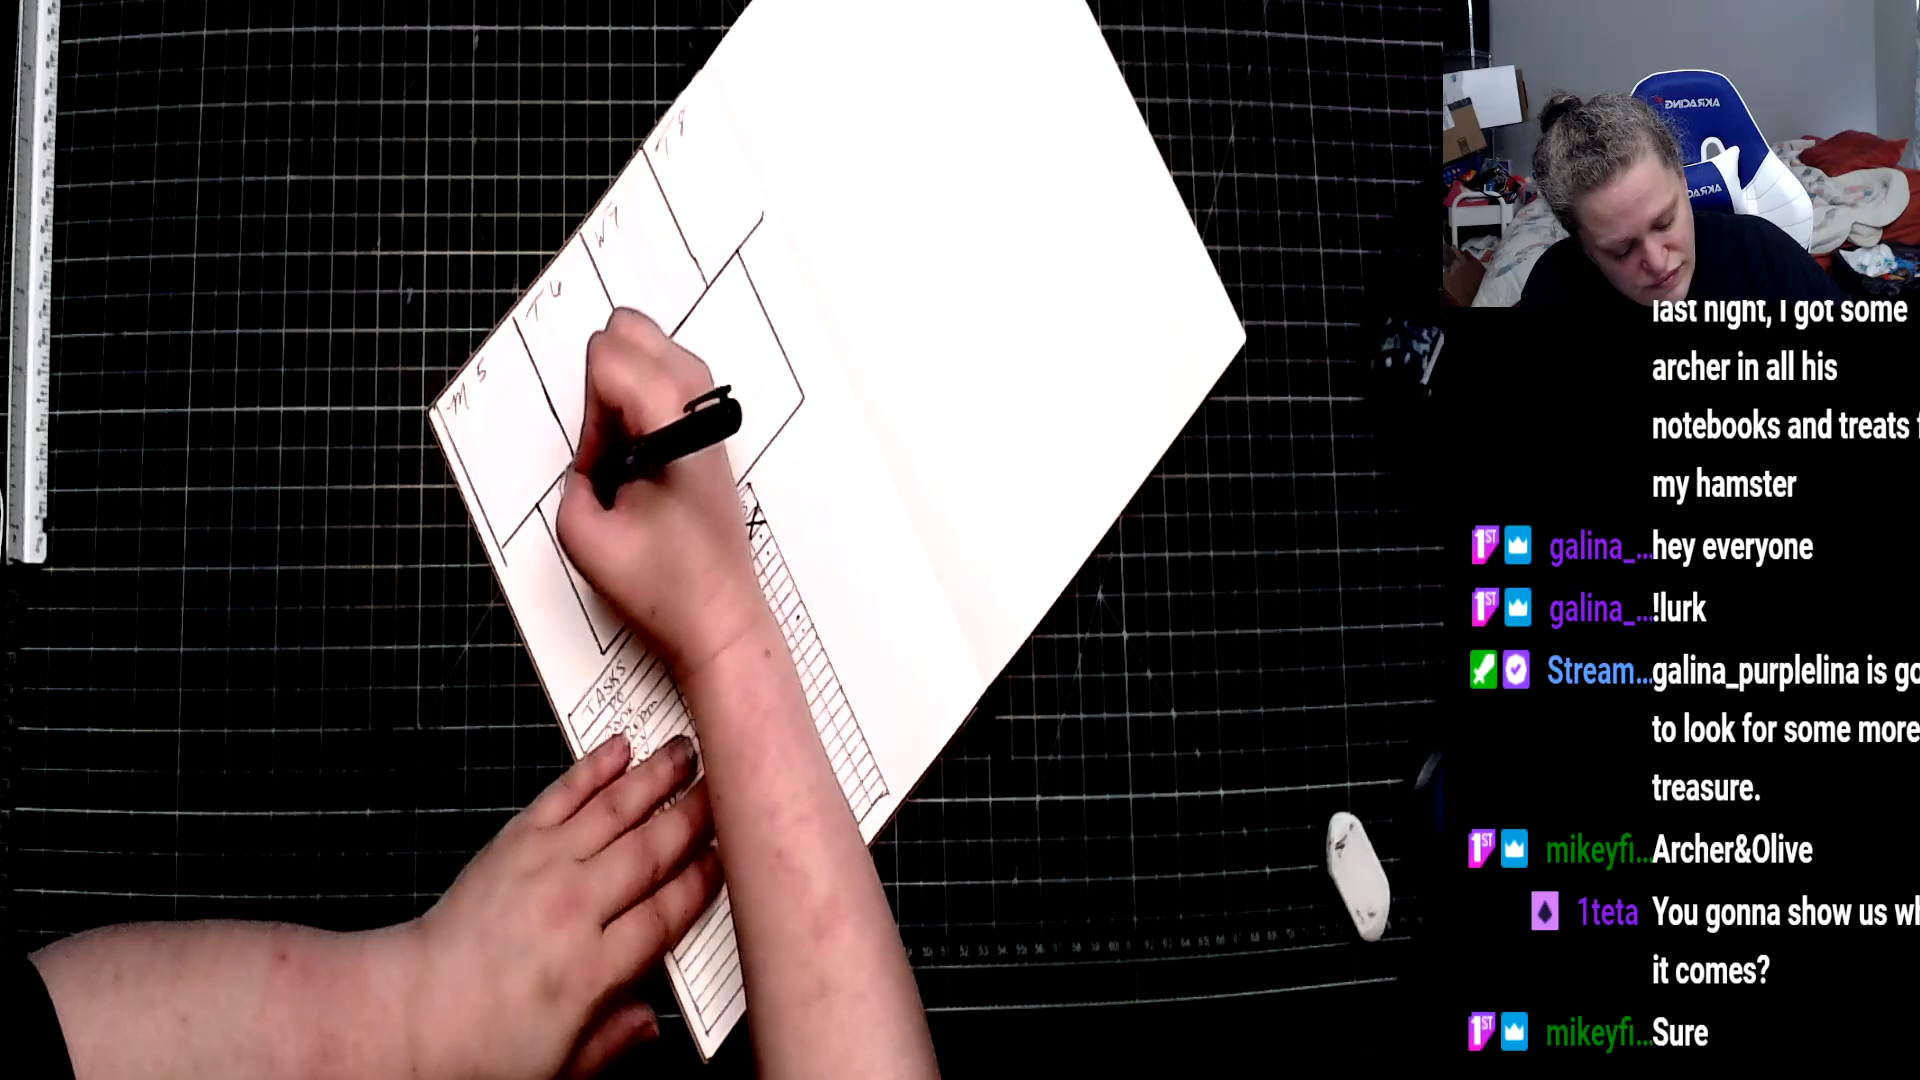 M 5
T 6
W 7
T 8
TASKS
AKRACING
AKRACING
last night, I got some
archer in all his
notebooks and treats
my hamster
galina_... hey everyone
galina_... !lurk
Stream... galina_purplelina is go
to look for some more
treasure.
mikeyfi... Archer&Olive
1teta You gonna show us wh
it comes?
mikeyfi... Sure